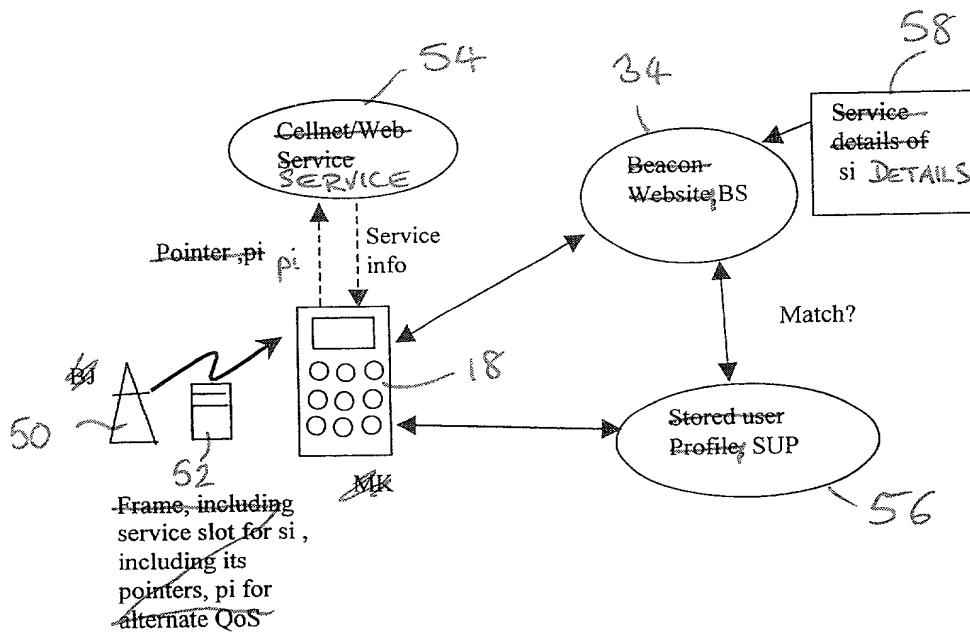 54
58
34
Cellnet/Web
Service
SERVICE
Service
details of
si DETAILS
Beacon
Website, BS
Pointer ,pi
pi
Service
info
Match?
BJ
18
50
52
Stored user
Profile, SUP
MK
56
Frame, including
service slot for si ,
including its
pointers, pi for
alternate QoS